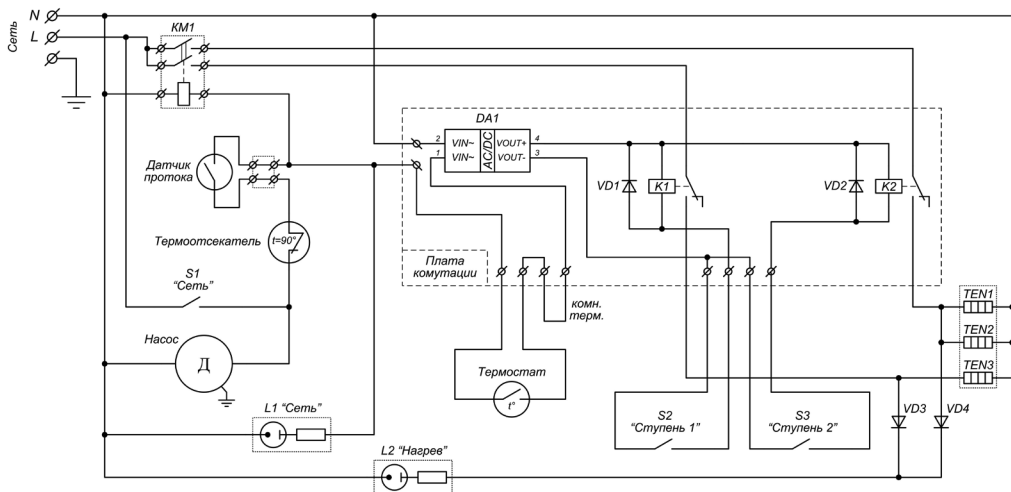 Сеть
N
L
КМ1
DA1
2
VIN~
1
VIN~
AC/DC
VOUT+
4
VOUT-
3
Датчик
протока
VD1
K1
VD2
K2
Термоотсекатель
t=90°
Плата
комутации
S1
"Сеть"
комн.
терм.
TEN1
TEN2
TEN3
Насос
Д
Термостат
t°
S2
"Ступень 1"
S3
"Ступень 2"
VD3
VD4
L1 "Сеть"
L2 "Нагрев"